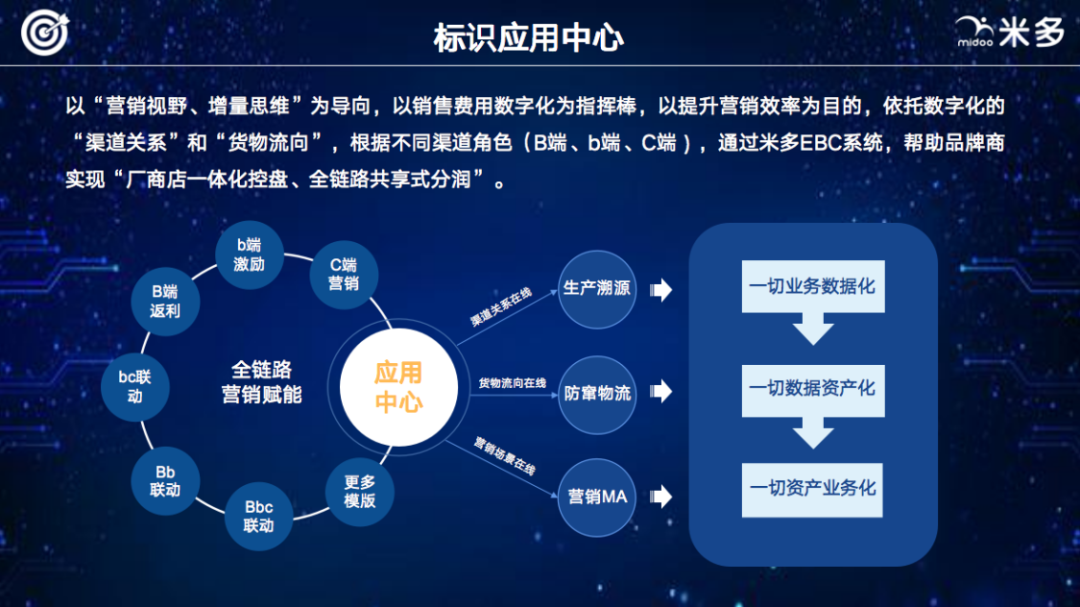 标识应用中心
midoo 米多
以“营销视野、增量思维”为导向，以销售费用数字化为指挥棒，以提升营销效率为目的，依托数字化的
“渠道关系”和“货物流向”，根据不同渠道角色（B端、b端、C端），通过米多EBC系统，帮助品牌商
实现“厂商店一体化控盘、全链路共享式分润”。
b端
激励
C端
营销
B端
返利
bc联
动
Bb
联动
Bbc
联动
更多
模版
全链路
营销赋能
应用
中心
渠道关系在线
货物流向在线
营销场景在线
生产溯源
防窜物流
营销MA
一切业务数据化
一切数据资产化
一切资产业务化